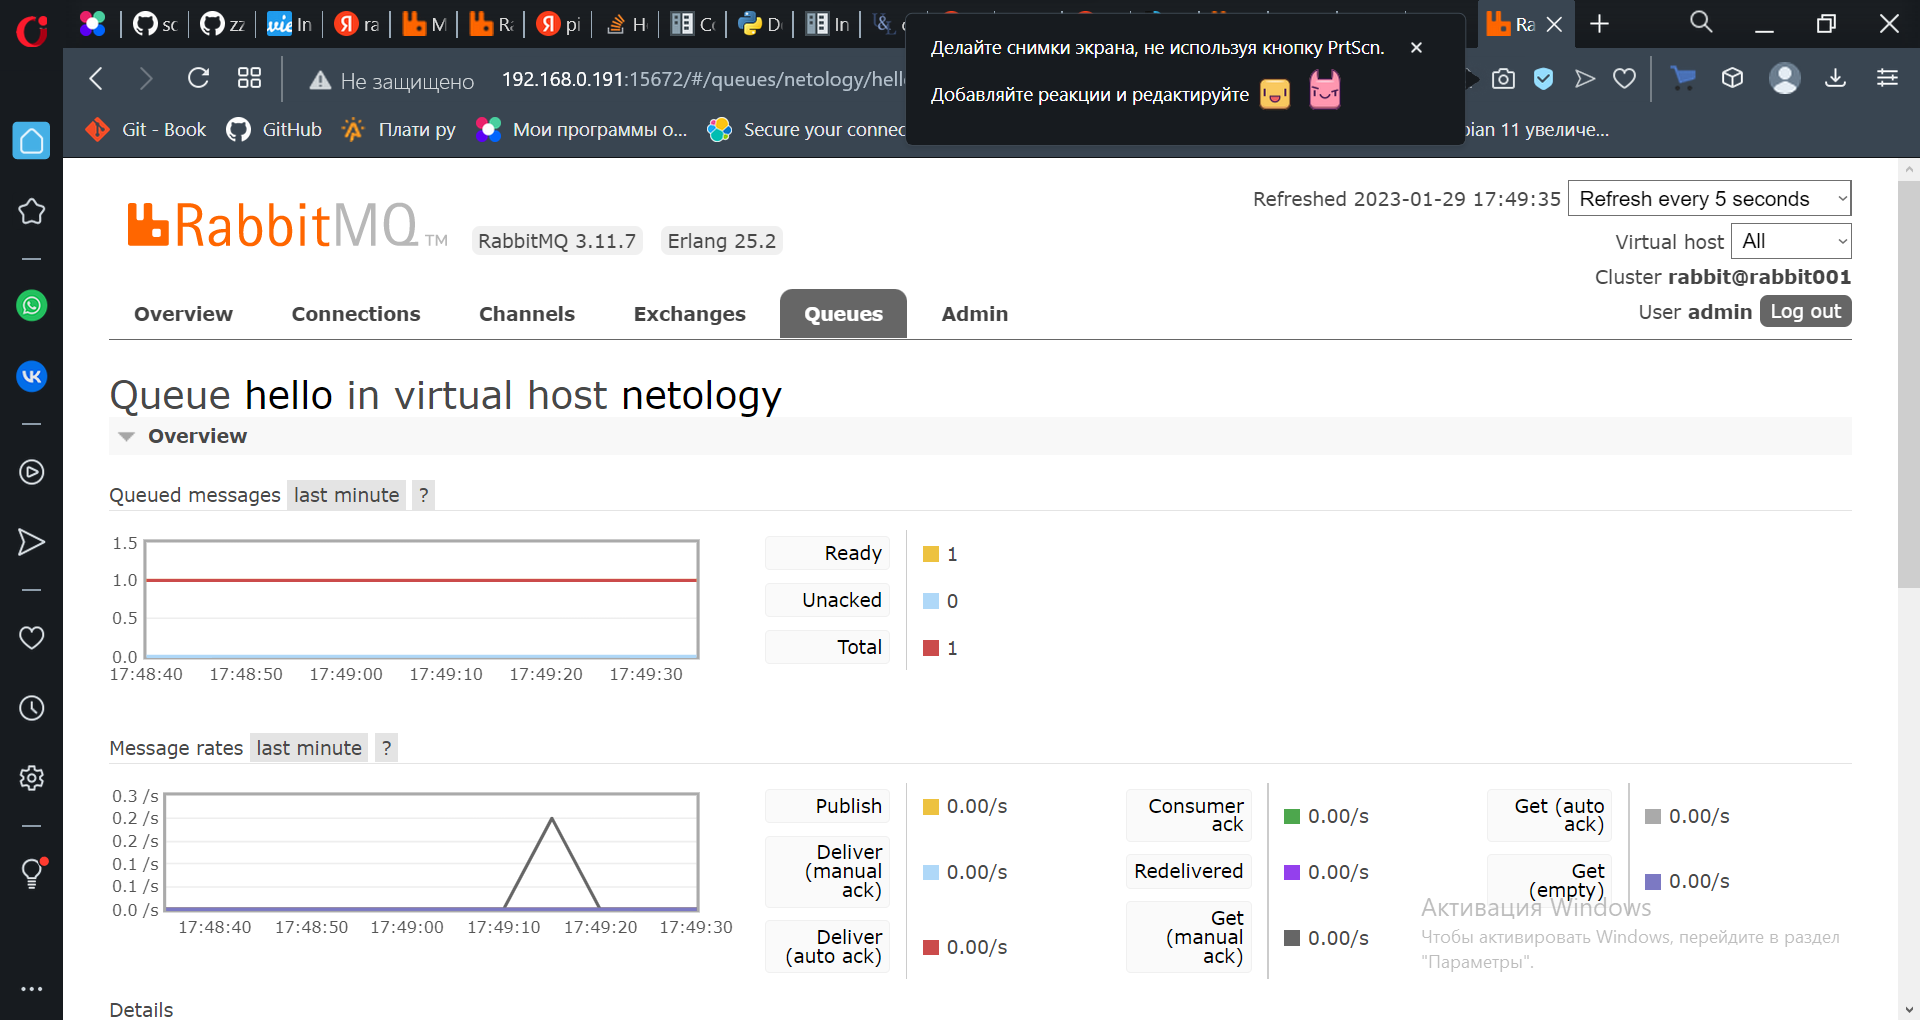 sc
zz
In
ra
M
Ra
pi
H
Co
D
In
Ra
Делайте снимки экрана, не используя кнопку PrtScn.
Добавляйте реакции и редактируйте
Не защищено
192.168.0.191:15672/#/queues/netology/hello
Git - Book
GitHub
Плати ру
Мои программы о...
Secure your connec
bian 11 увеличе...
RabbitMQ TM
RabbitMQ 3.11.7
Erlang 25.2
Refreshed 2023-01-29 17:49:35
Refresh every 5 seconds
Virtual host All
Cluster rabbit@rabbit001
User admin Log out
Overview
Connections
Channels
Exchanges
Queues
Admin
Queue hello in virtual host netology
Overview
Queued messages last minute ?
1.5
1.0
0.5
0.0
17:48:40 17:48:50 17:49:00 17:49:10 17:49:20 17:49:30
Ready 1
Unacked 0
Total 1
Message rates last minute ?
0.3 /s
0.2 /s
0.2 /s
0.1 /s
0.1 /s
0.0 /s
17:48:40 17:48:50 17:49:00 17:49:10 17:49:20 17:49:30
Publish 0.00/s
Deliver (manual ack) 0.00/s
Deliver (auto ack) 0.00/s
Consumer ack 0.00/s
Redelivered 0.00/s
Get (manual ack) 0.00/s
Get (auto ack) 0.00/s
Get (empty) 0.00/s
Активация Windows
Чтобы активировать Windows, перейдите в раздел
"Параметры".
Details